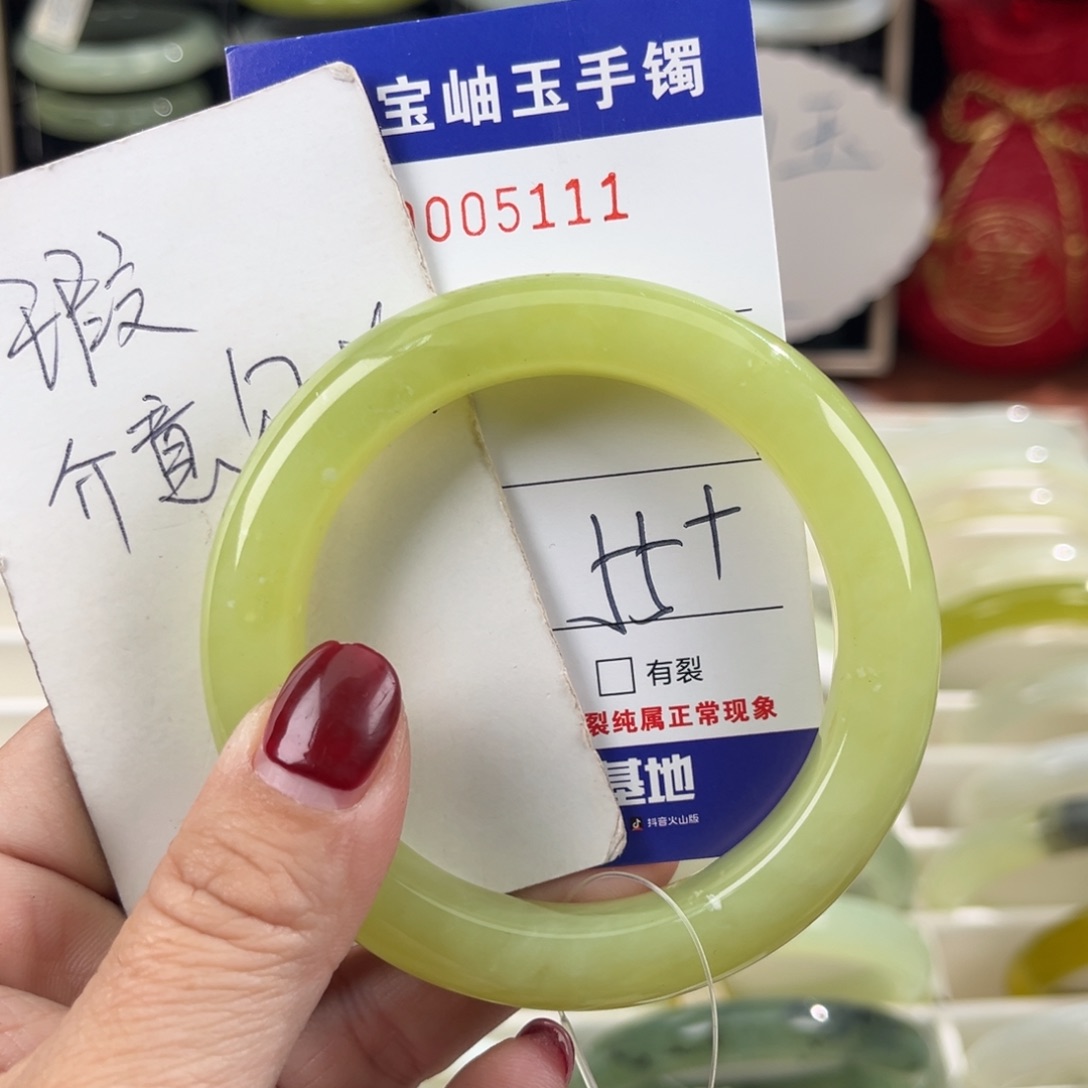 宝岫玉手镯
005111
瑕
介意
55+
有裂
裂纯属正常现象
基地
抖音火山版